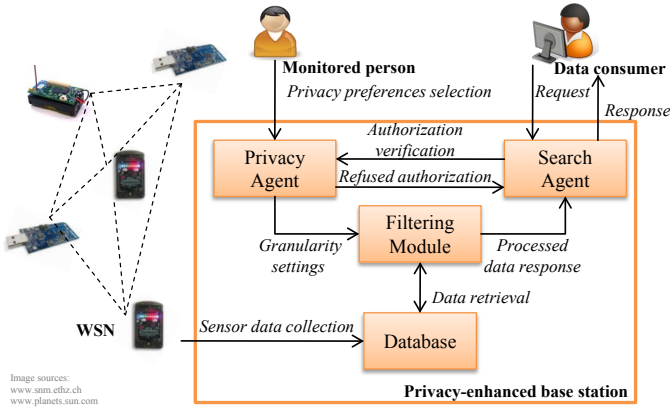 Monitored person
Data consumer
Privacy preferences selection
Request
Response
Authorization
verification
Privacy
Agent
Search
Agent
Refused authorization
Filtering
Module
Granularity
settings
Processed
data response
Data retrieval
WSN
Sensor data collection
Database
Image sources:
www.snm.ethz.ch
www.planets.sun.com
Privacy-enhanced base station